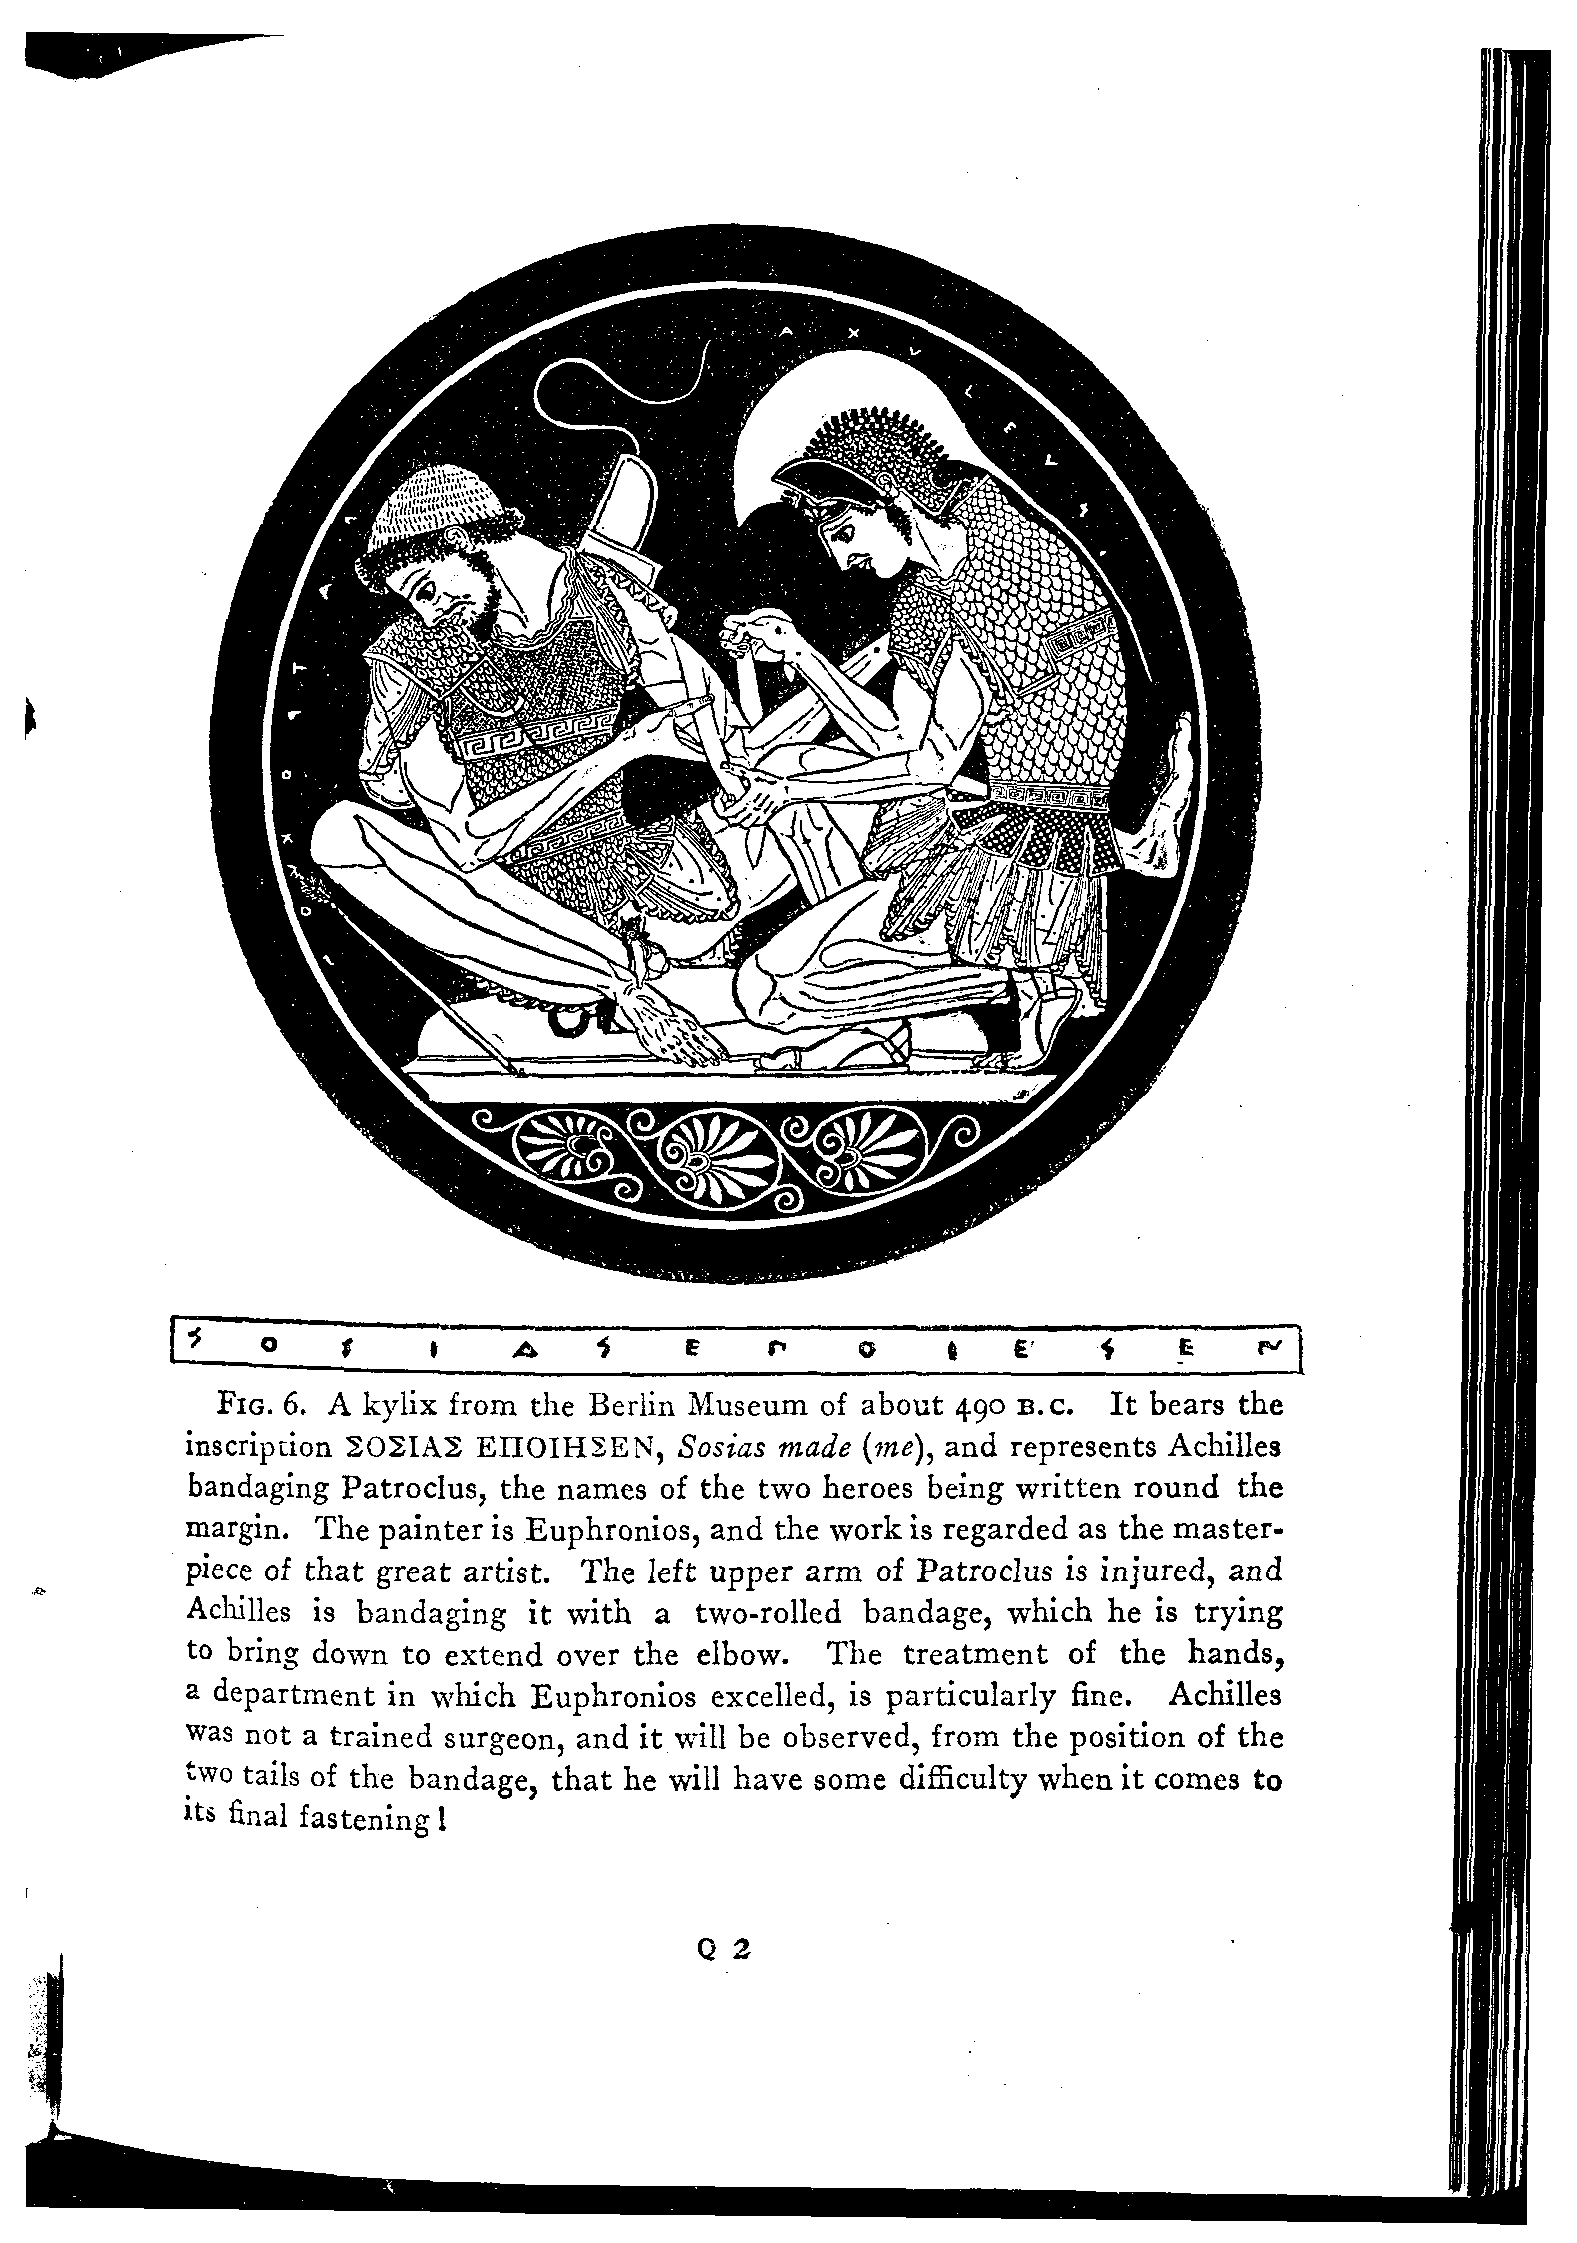 Α Χ Ι L E V S
ϟ Ο ϟ Ι Α ϟ Ε Π Ο Ι Ε ϟ Ε Ν
FIG. 6. A kylix from the Berlin Museum of about 490 B.C. It bears the
inscription ΣΟΣΙΑΣ ΕΠΟΙΗΣΕΝ, Sosias made (me), and represents Achilles
bandaging Patroclus, the names of the two heroes being written round the
margin. The painter is Euphronios, and the work is regarded as the master-
piece of that great artist. The left upper arm of Patroclus is injured, and
Achilles is bandaging it with a two-rolled bandage, which he is trying
to bring down to extend over the elbow. The treatment of the hands,
a department in which Euphronios excelled, is particularly fine. Achilles
was not a trained surgeon, and it will be observed, from the position of the
two tails of the bandage, that he will have some difficulty when it comes to
its final fastening!
Q 2